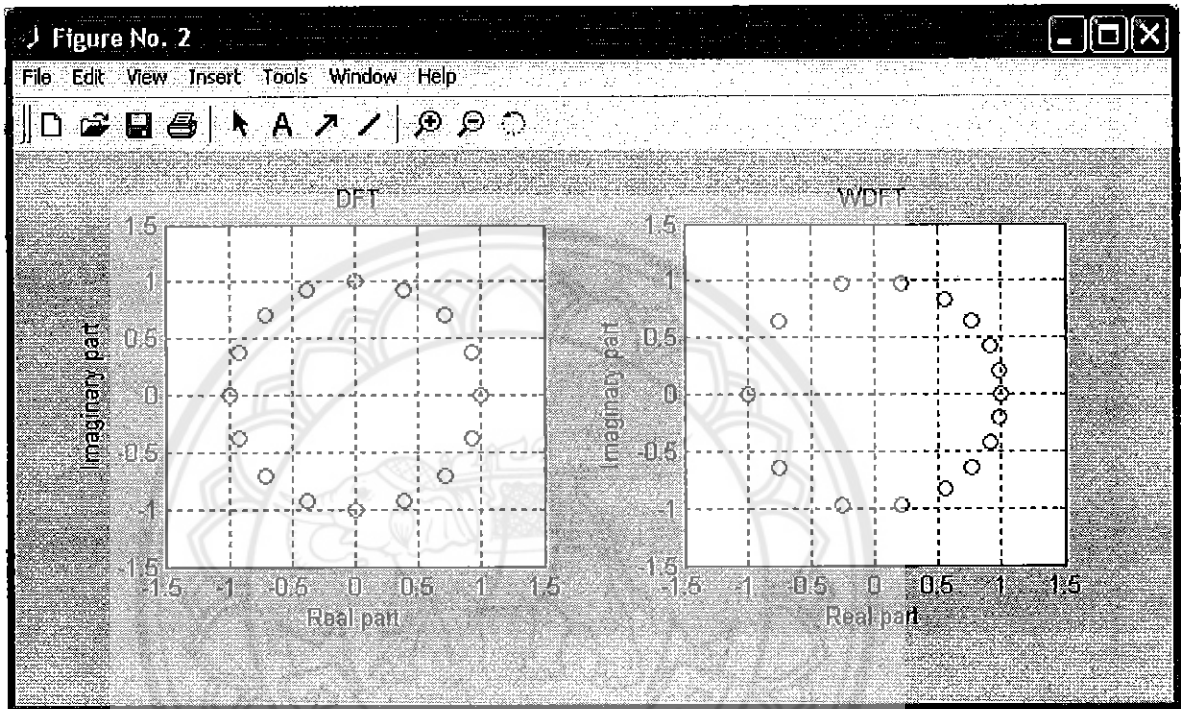 Figure No. 2
File Edit View Insert Tools Window Help
DFT
1.5
1
0.5
0
-0.5
-1
-1.5
-1.5 -1 -0.5 0 0.5 1 1.5
Imaginary part
Real part
WDFT
1.5
1
0.5
0
-0.5
-1
-1.5
-1.5 -1 -0.5 0 0.5 1 1.5
Imaginary part
Real part